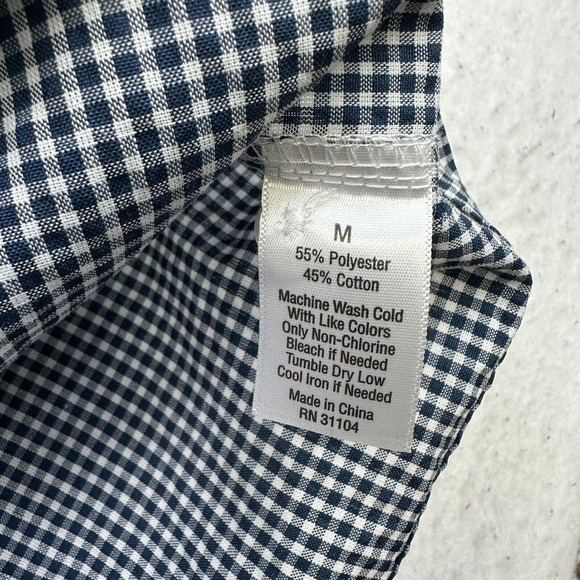 M
55% Polyester
45% Cotton
Machine Wash Cold
With Like Colors
Only Non-Chlorine
Bleach if Needed
Tumble Dry Low
Cool Iron if Needed
Made in China
RN 31104